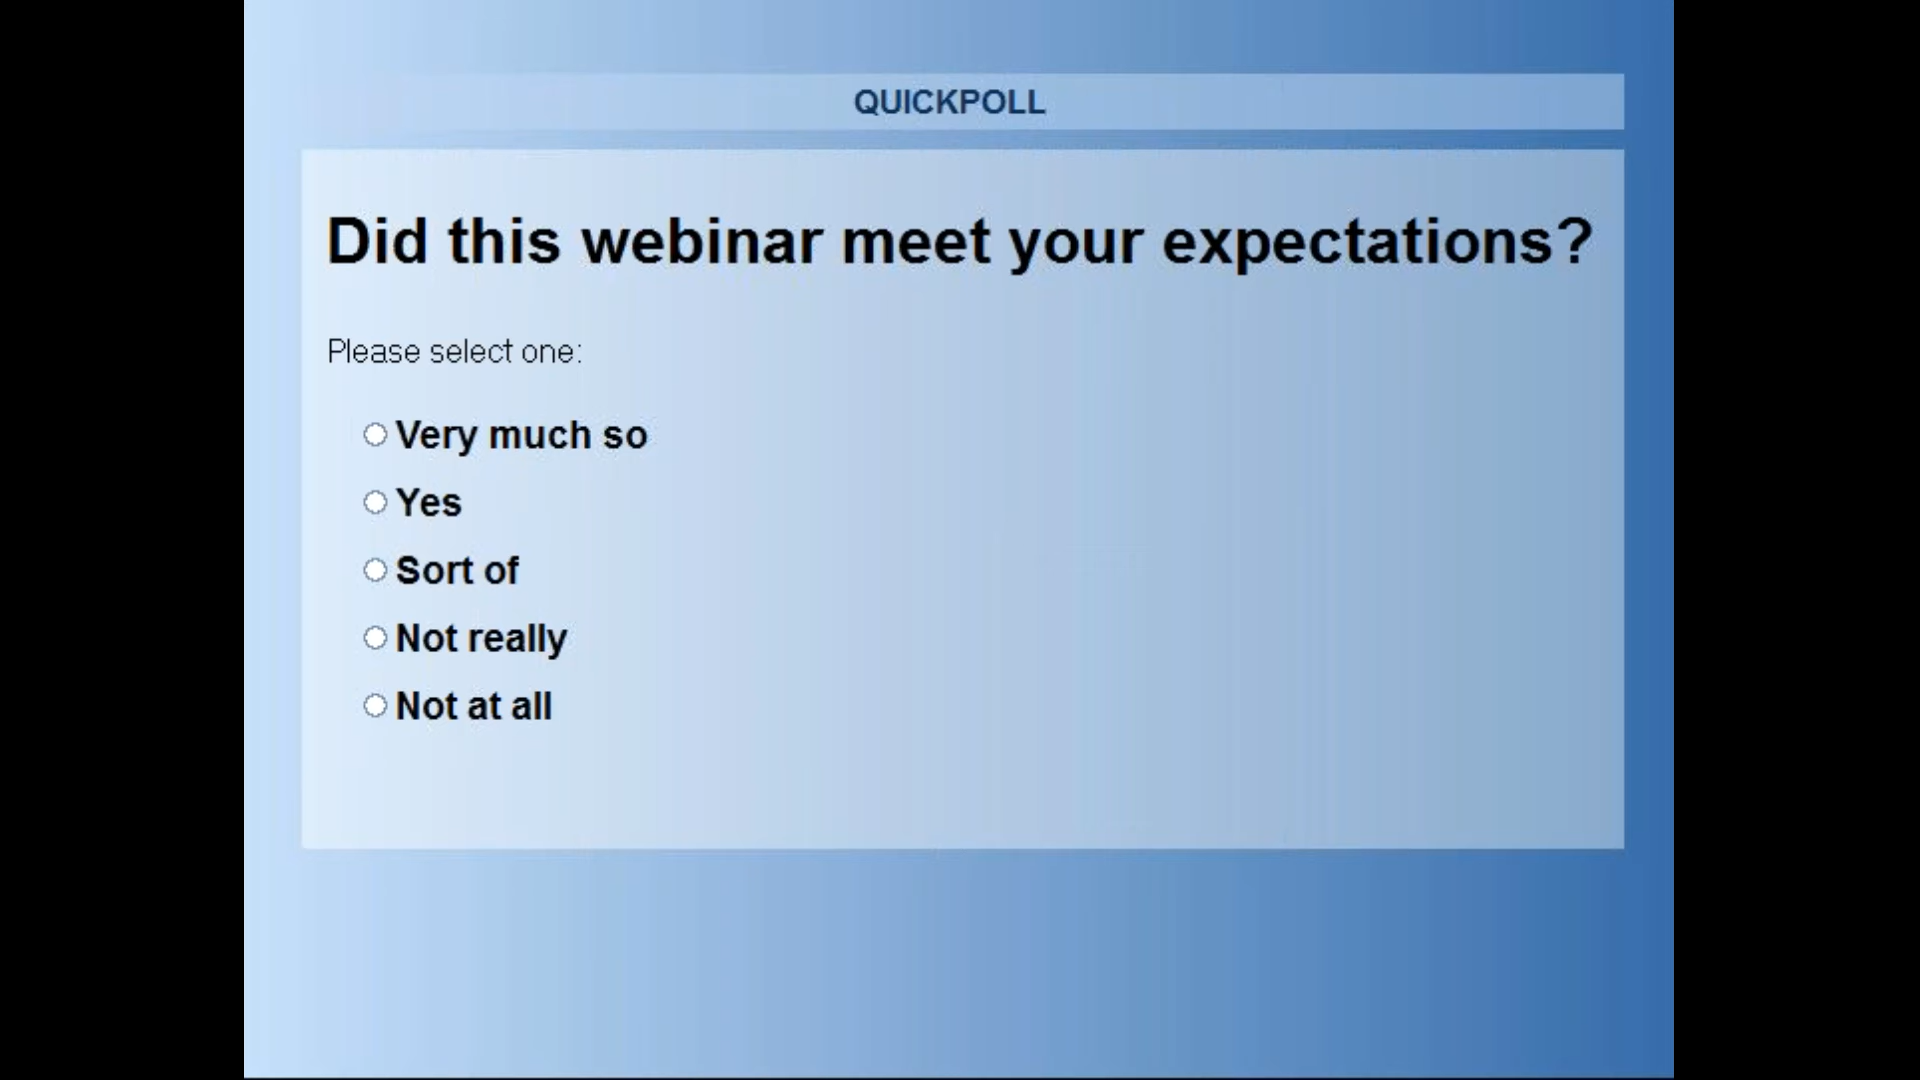 QUICKPOLL
Did this webinar meet your expectations?
Please select one:
Very much so
Yes
Sort of
Not really
Not at all